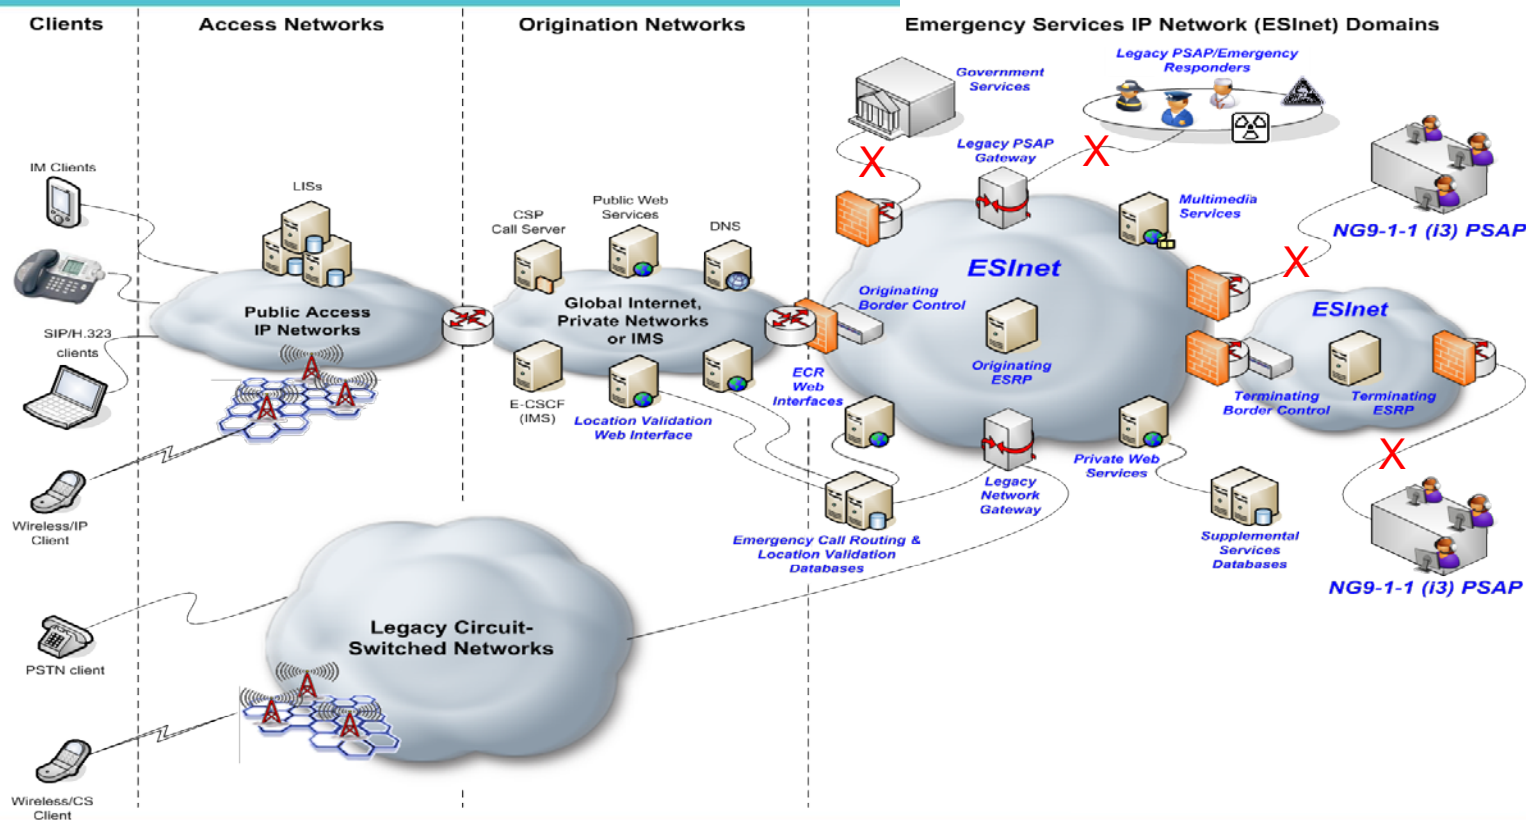 Clients
Access Networks
Origination Networks
Emergency Services IP Network (ESInet) Domains
Government
Services
Legacy PSAP/Emergency
Responders
X
X
Legacy PSAP
Gateway
IM Clients
LISs
CSP
Call Server
Public Web
Services
DNS
Multimedia
Services
NG9-1-1 (i3) PSAP
X
ESInet
Originating
Border Control
Public Access
IP Networks
Global Internet,
Private Networks
or IMS
ESInet
SIP/H.323
clients
Originating
ESRP
ECR
Web
Interfaces
Terminating
Border Control
Terminating
ESRP
E-CSCF
(IMS)
Location Validation
Web Interface
X
Private Web
Services
Legacy
Network
Gateway
Wireless/IP
Client
Emergency Call Routing &
Location Validation
Databases
Supplemental
Services
Databases
NG9-1-1 (i3) PSAP
Legacy Circuit-
Switched Networks
PSTN client
Wireless/CS
Client